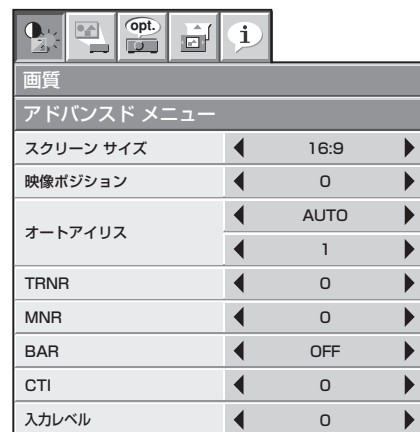 opt.
i
画質
アドバンスド メニュー
スクリーン サイズ 16:9
映像ポジション 0
オートアイリス AUTO
1
TRNR 0
MNR 0
BAR OFF
CTI 0
入力レベル 0